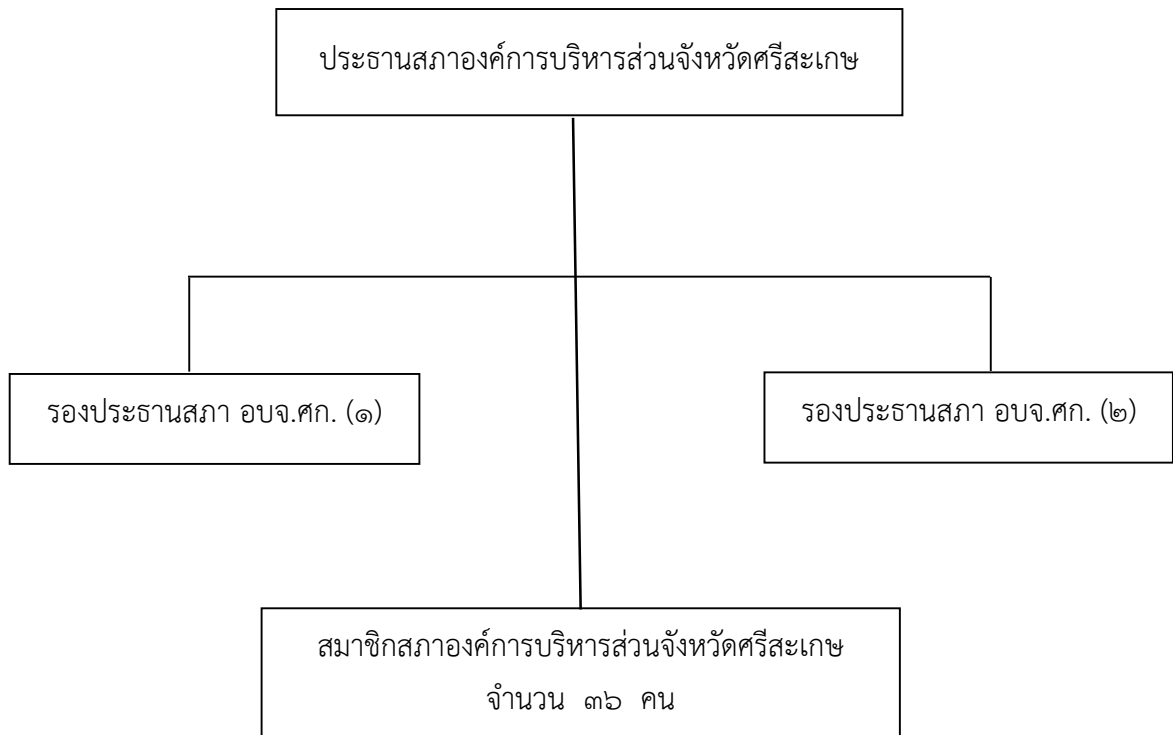 ประธานสภาองค์การบริหารส่วนจังหวัดศรีสะเกษ
รองประธานสภา อบจ.ศก. (๑)
รองประธานสภา อบจ.ศก. (๒)
สมาชิกสภาองค์การบริหารส่วนจังหวัดศรีสะเกษ
จำนวน ๓๖ คน